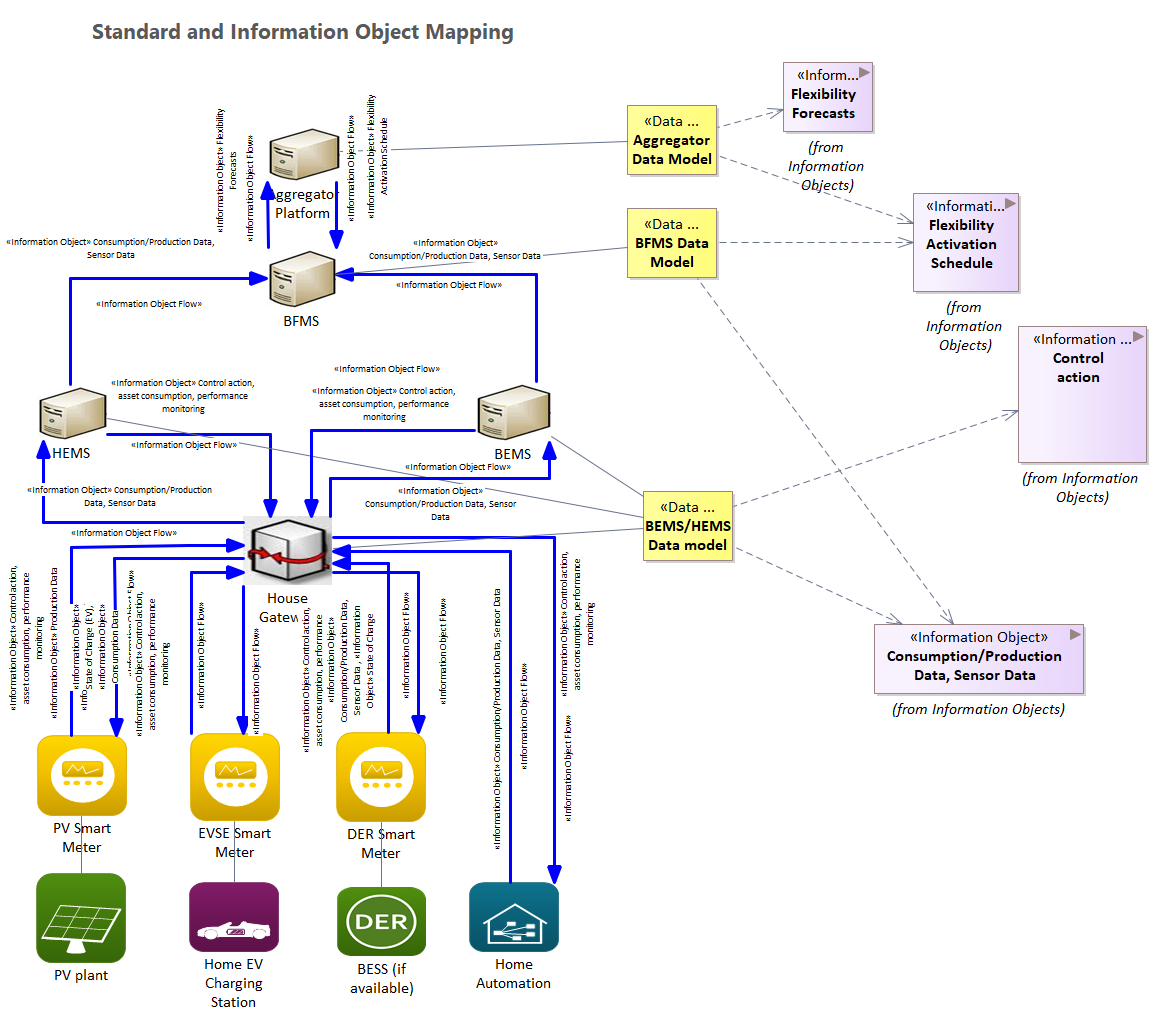 Standard and Information Object Mapping
«Inform...
Flexibility
Forecasts
(from
Information
Objects)
«Data ...
Aggregator
Data Model
«Information Object» Flexibility
Forecasts
«Information Object Flow»
«Information Object Flow»
«Information Object» Flexibility
Activation Schedule
Aggregator
Platform
«Informati...
Flexibility
Activation
Schedule
(from
Information
Objects)
«Data ...
BFMS Data
Model
«Information Object» Consumption/Production Data,
Sensor Data
«Information Object»
Consumption/Production Data, Sensor Data
«Information Object Flow»
«Information Object Flow»
BFMS
«Information ...
Control
action
(from Information
Objects)
«Information Object Flow»
«Information Object» Control action,
asset consumption, performance
monitoring
«Information Object» Control action,
asset consumption, performance
monitoring
HEMS
«Information Object Flow»
BEMS
«Information Object Flow»
«Information Object» Consumption/Production
Data, Sensor Data
«Information Object»
Consumption/Production Data, Sensor
Data
«Data ...
BEMS/HEMS
Data model
«Information Object Flow»
House
Gateway
«Information Object» Control action,
asset consumption, performance
monitoring
«Information Object» Production Data
«Information Object»
State of Charge (EV),
«Information Object»
Consumption Data
«Information Object Flow»
«Information Object» Control action,
asset consumption, performance
monitoring
«Information Object Flow»
«Information Object Flow»
«Information Object» Control action,
asset consumption, performance
monitoring
«Information Object»
Consumption/Production Data,
Sensor Data , «Information
Object» State of Charge
«Information Object Flow»
«Information Object Flow»
«Information Object» Consumption/Production Data, Sensor Data
«Information Object Flow»
«Information Object» Control action,
asset consumption, performance
monitoring
«Information Object Flow»
«Information Object»
Consumption/Production
Data, Sensor Data
(from Information Objects)
PV Smart
Meter
EVSE Smart
Meter
DER Smart
Meter
DER
PV plant
Home EV
Charging
Station
BESS (if
available)
Home
Automation